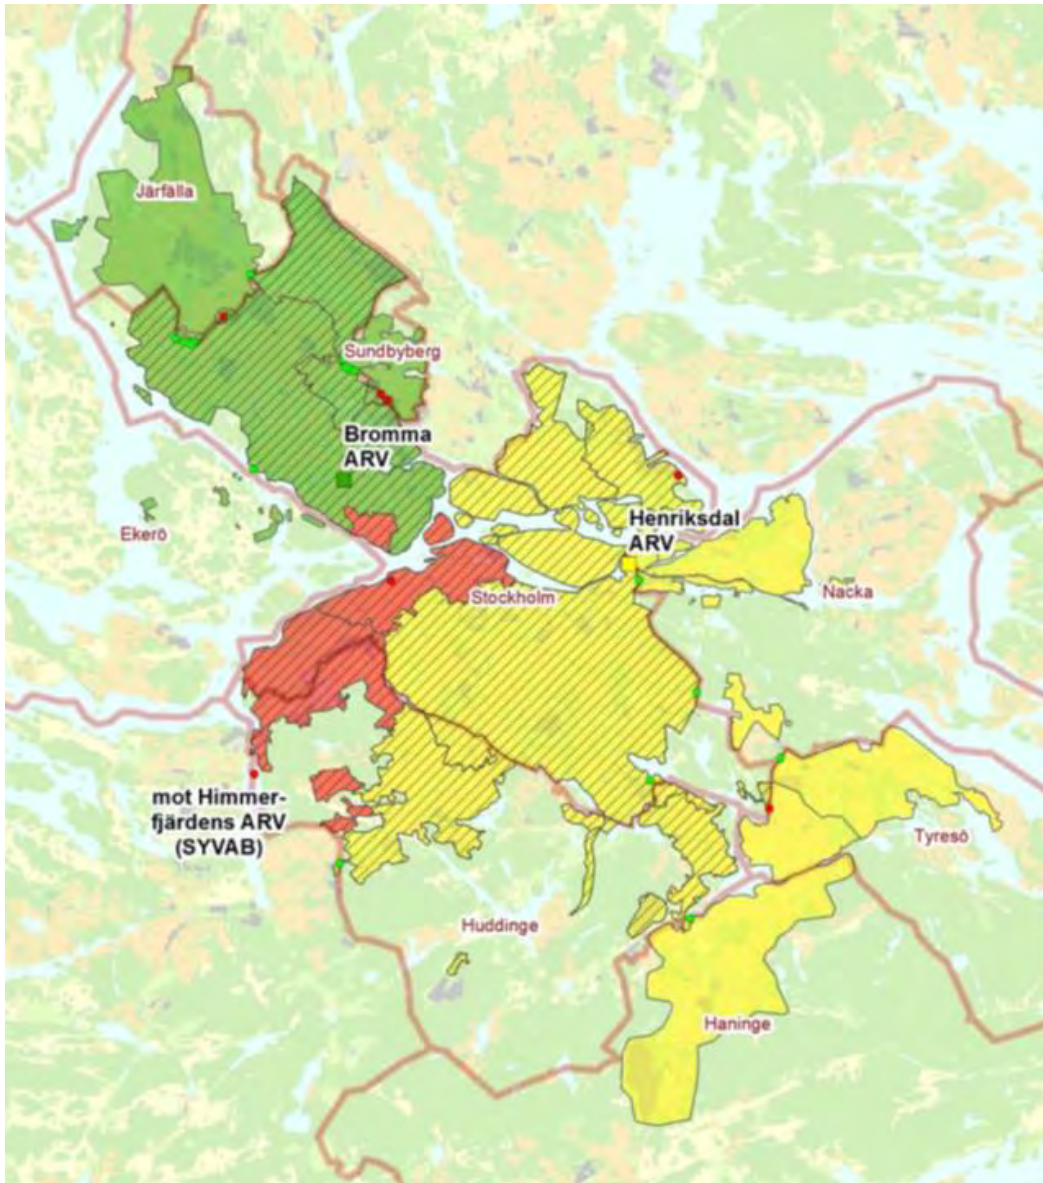 Järfälla
Sundbyberg
Bromma
ARV
Henriksdal
ARV
Ekerö
Stockholm
Nacka
mot Himmer-
fjärdens ARV
(SYVAB)
Tyresö
Huddinge
Haninge